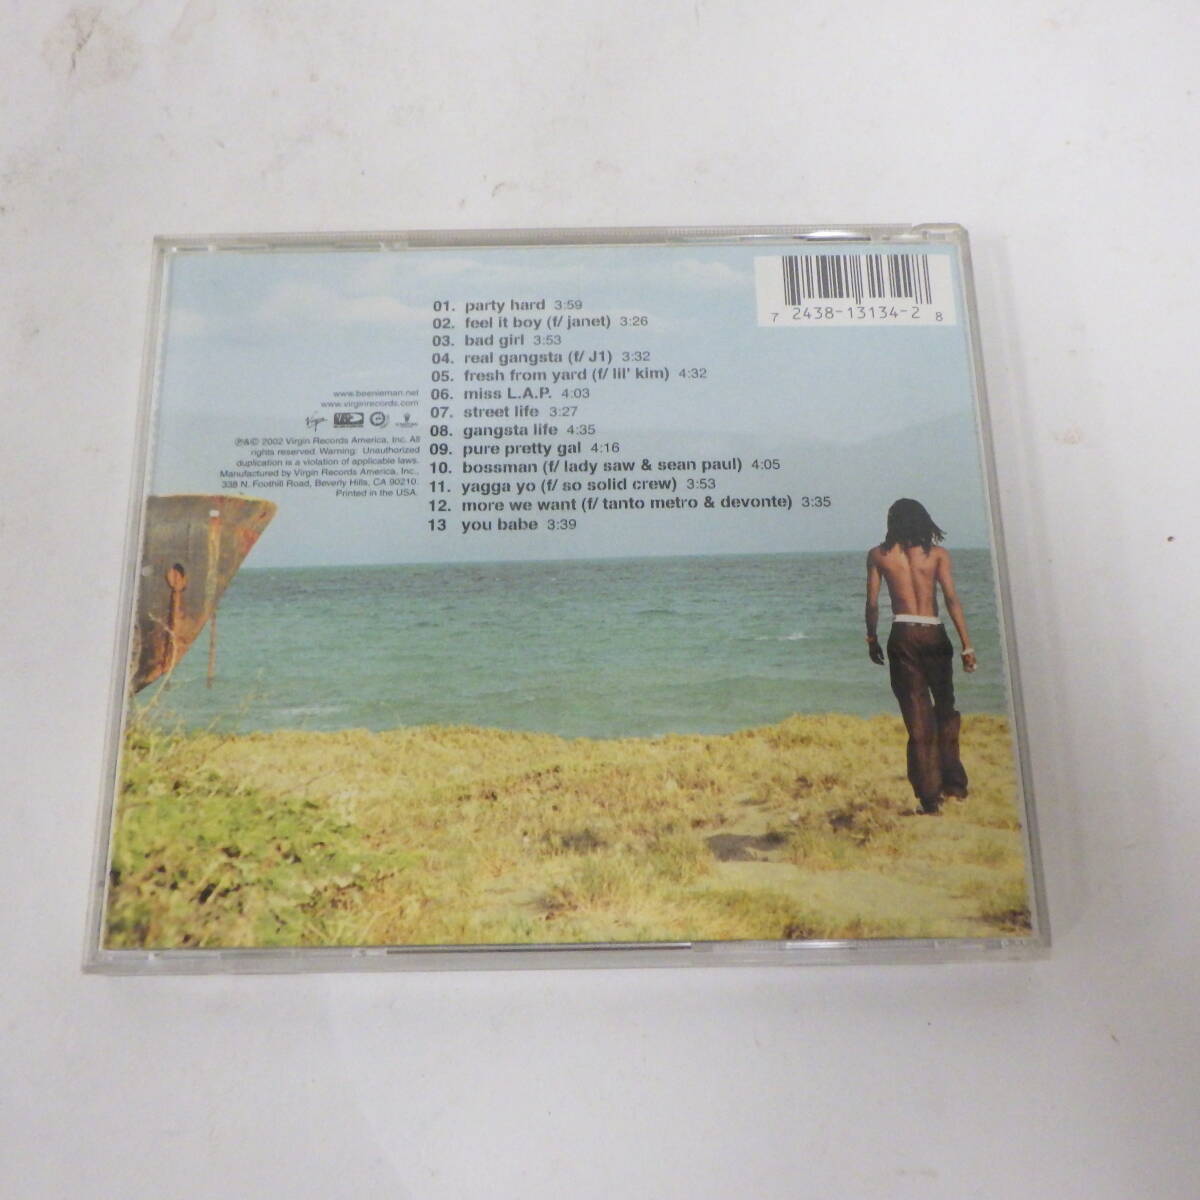 7 2438-13134-2 8
01. party hard 3:59
02. feel it boy (f/ janet) 3:26
03. bad girl 3:53
04. real gangsta (f/ J1) 3:32
05. fresh from yard (f/ lil' kim) 4:32
06. miss L.A.P. 4:03
07. street life 3:27
08. gangsta life 4:35
09. pure pretty gal 4:16
10. bossman (f/ lady saw & sean paul) 4:05
11. yagga yo (f/ so solid crew) 3:53
12. more we want (f/ tanto metro & devonte) 3:35
13 you babe 3:39
www.beenieman.net
www.virginrecords.com
Virgin
℗&© 2002 Virgin Records America, Inc. All
rights reserved. Warning: Unauthorized
duplication is a violation of applicable laws.
Manufactured by Virgin Records America, Inc.,
338 N. Foothill Road, Beverly Hills, CA 90210.
Printed in the USA.